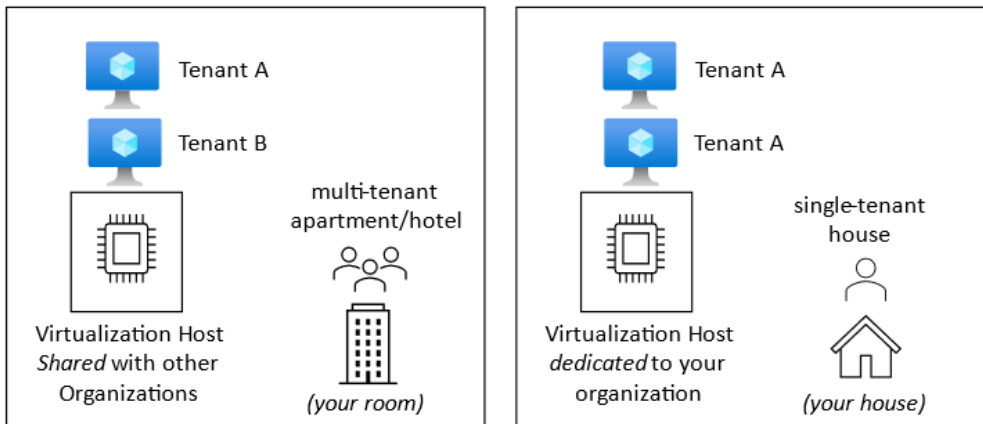 Tenant A
Tenant B
multi-tenant
apartment/hotel
Virtualization Host
Shared with other
Organizations
(your room)
Tenant A
Tenant A
single-tenant
house
Virtualization Host
dedicated to your
organization
(your house)